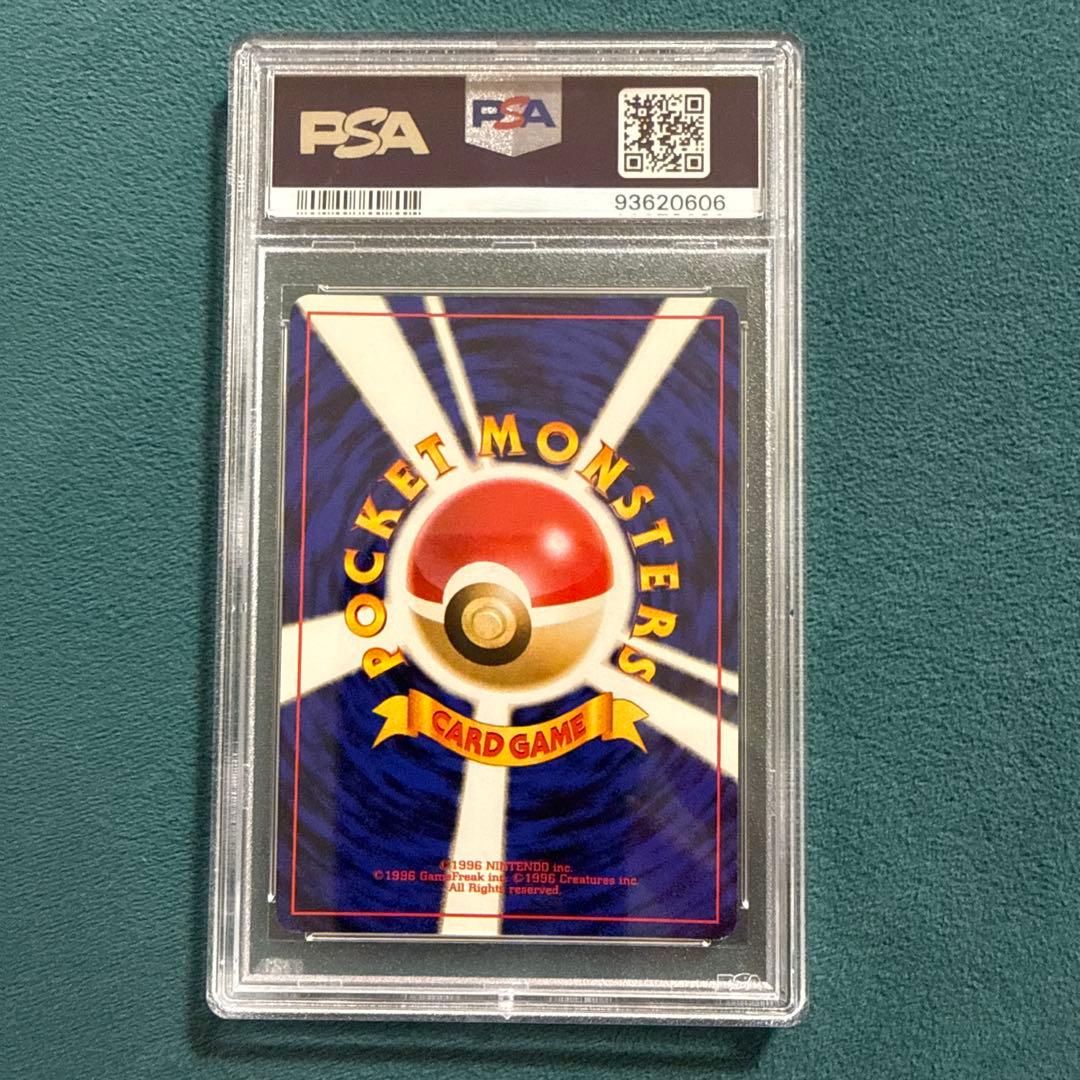 PSA
PSA
93620606
POCKET MONSTERS
CARD GAME
©1996 NINTENDO inc.
©1996 GameFreak inc. ©1996 Creatures inc.
All Rights reserved.
PSA